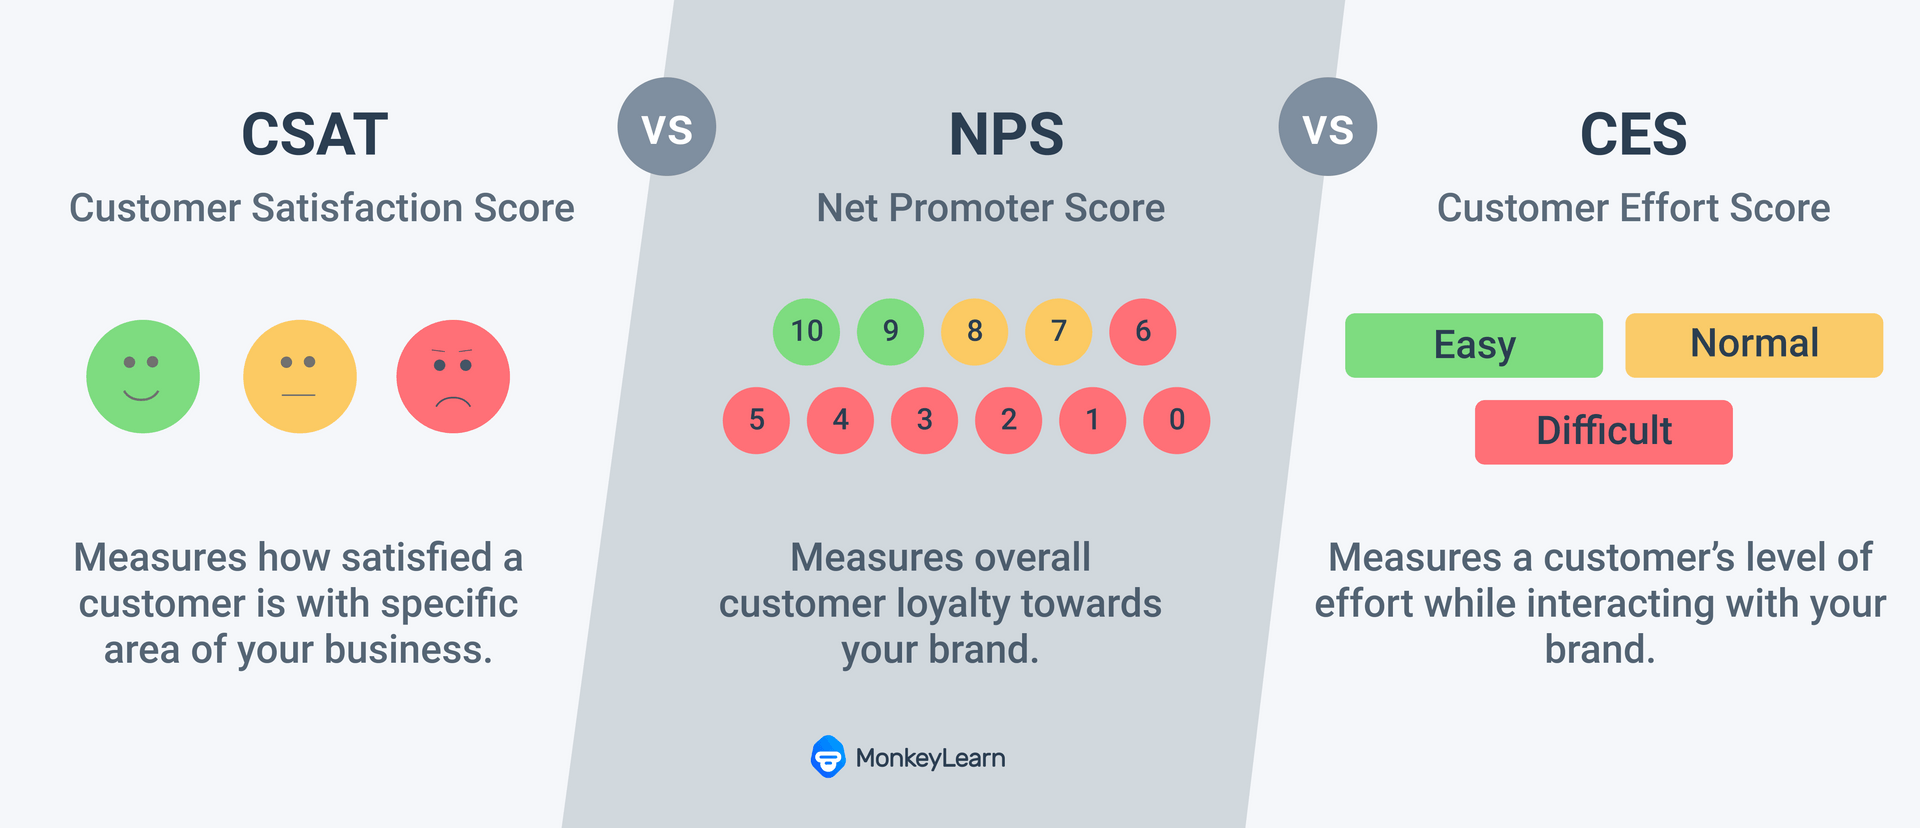 CSAT
Customer Satisfaction Score
Measures how satisfied a
customer is with specific
area of your business.
VS
NPS
Net Promoter Score
10 9 8 7 6
5 4 3 2 1 0
Measures overall
customer loyalty towards
your brand.
MonkeyLearn
VS
CES
Customer Effort Score
Easy Normal
Difficult
Measures a customer’s level of
effort while interacting with your
brand.